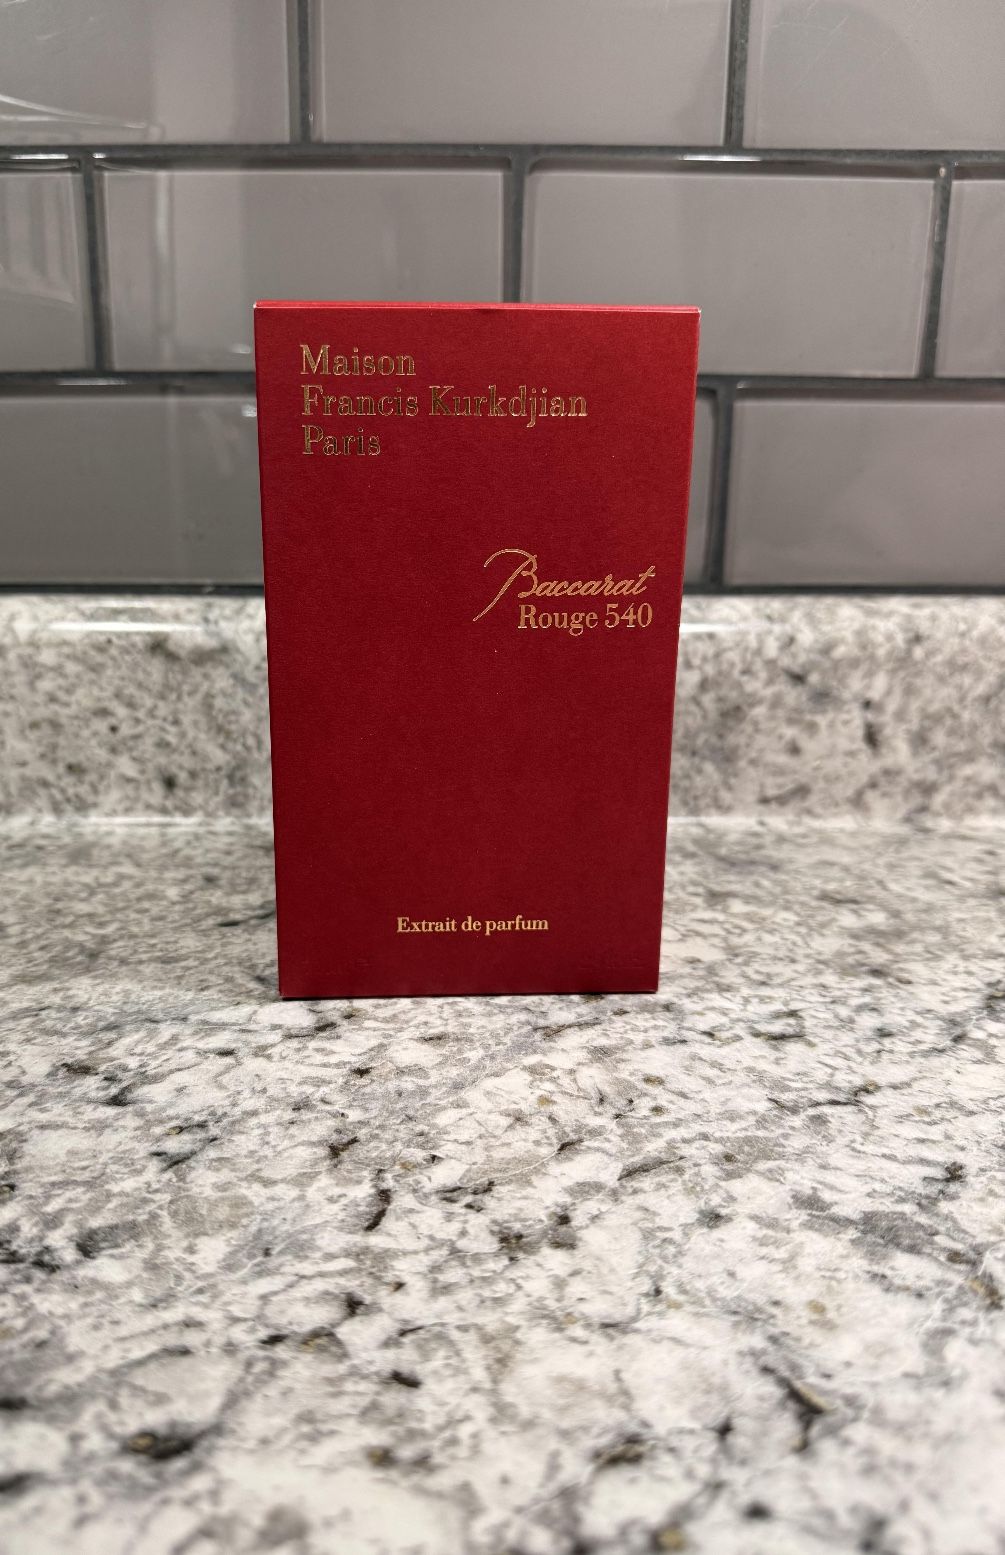 Maison
Francis Kurkdjian
Paris
Baccarat
Rouge 540
Extrait de parfum